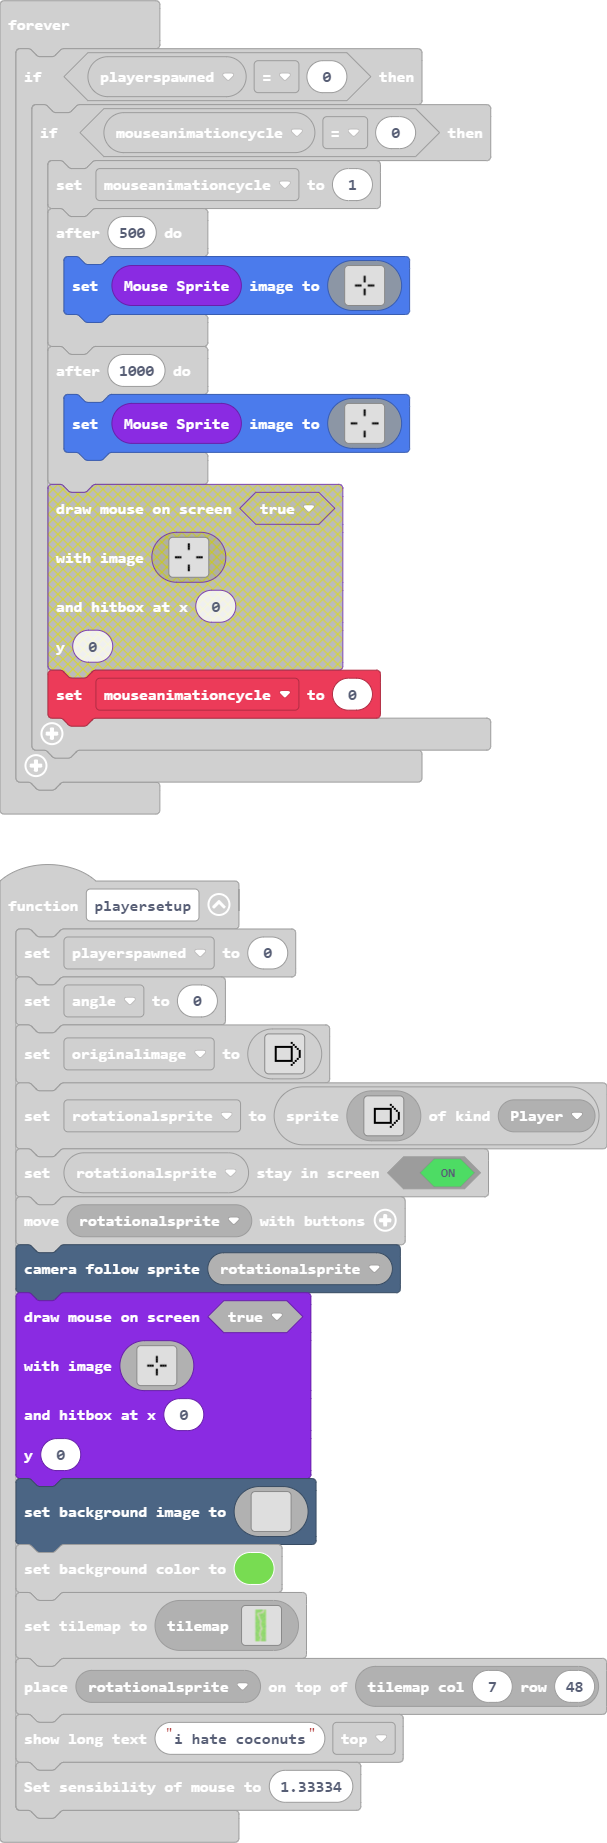 forever
if playerspawned = 0 then
if mouseanimationcycle = 0 then
set mouseanimationcycle to 1
after 500 do
set Mouse Sprite image to
after 1000 do
set Mouse Sprite image to
draw mouse on screen true
with image
and hitbox at x 0
y 0
set mouseanimationcycle to 0
function playersetup
set playerspawned to 0
set angle to 0
set originalimage to
set rotationalsprite to sprite of kind Player
set rotationalsprite stay in screen ON
move rotationalsprite with buttons
camera follow sprite rotationalsprite
draw mouse on screen true
with image
and hitbox at x 0
y 0
set background image to
set background color to
set tilemap to tilemap
place rotationalsprite on top of tilemap col 7 row 48
show long text "i hate coconuts" top
Set sensibility of mouse to 1.33334